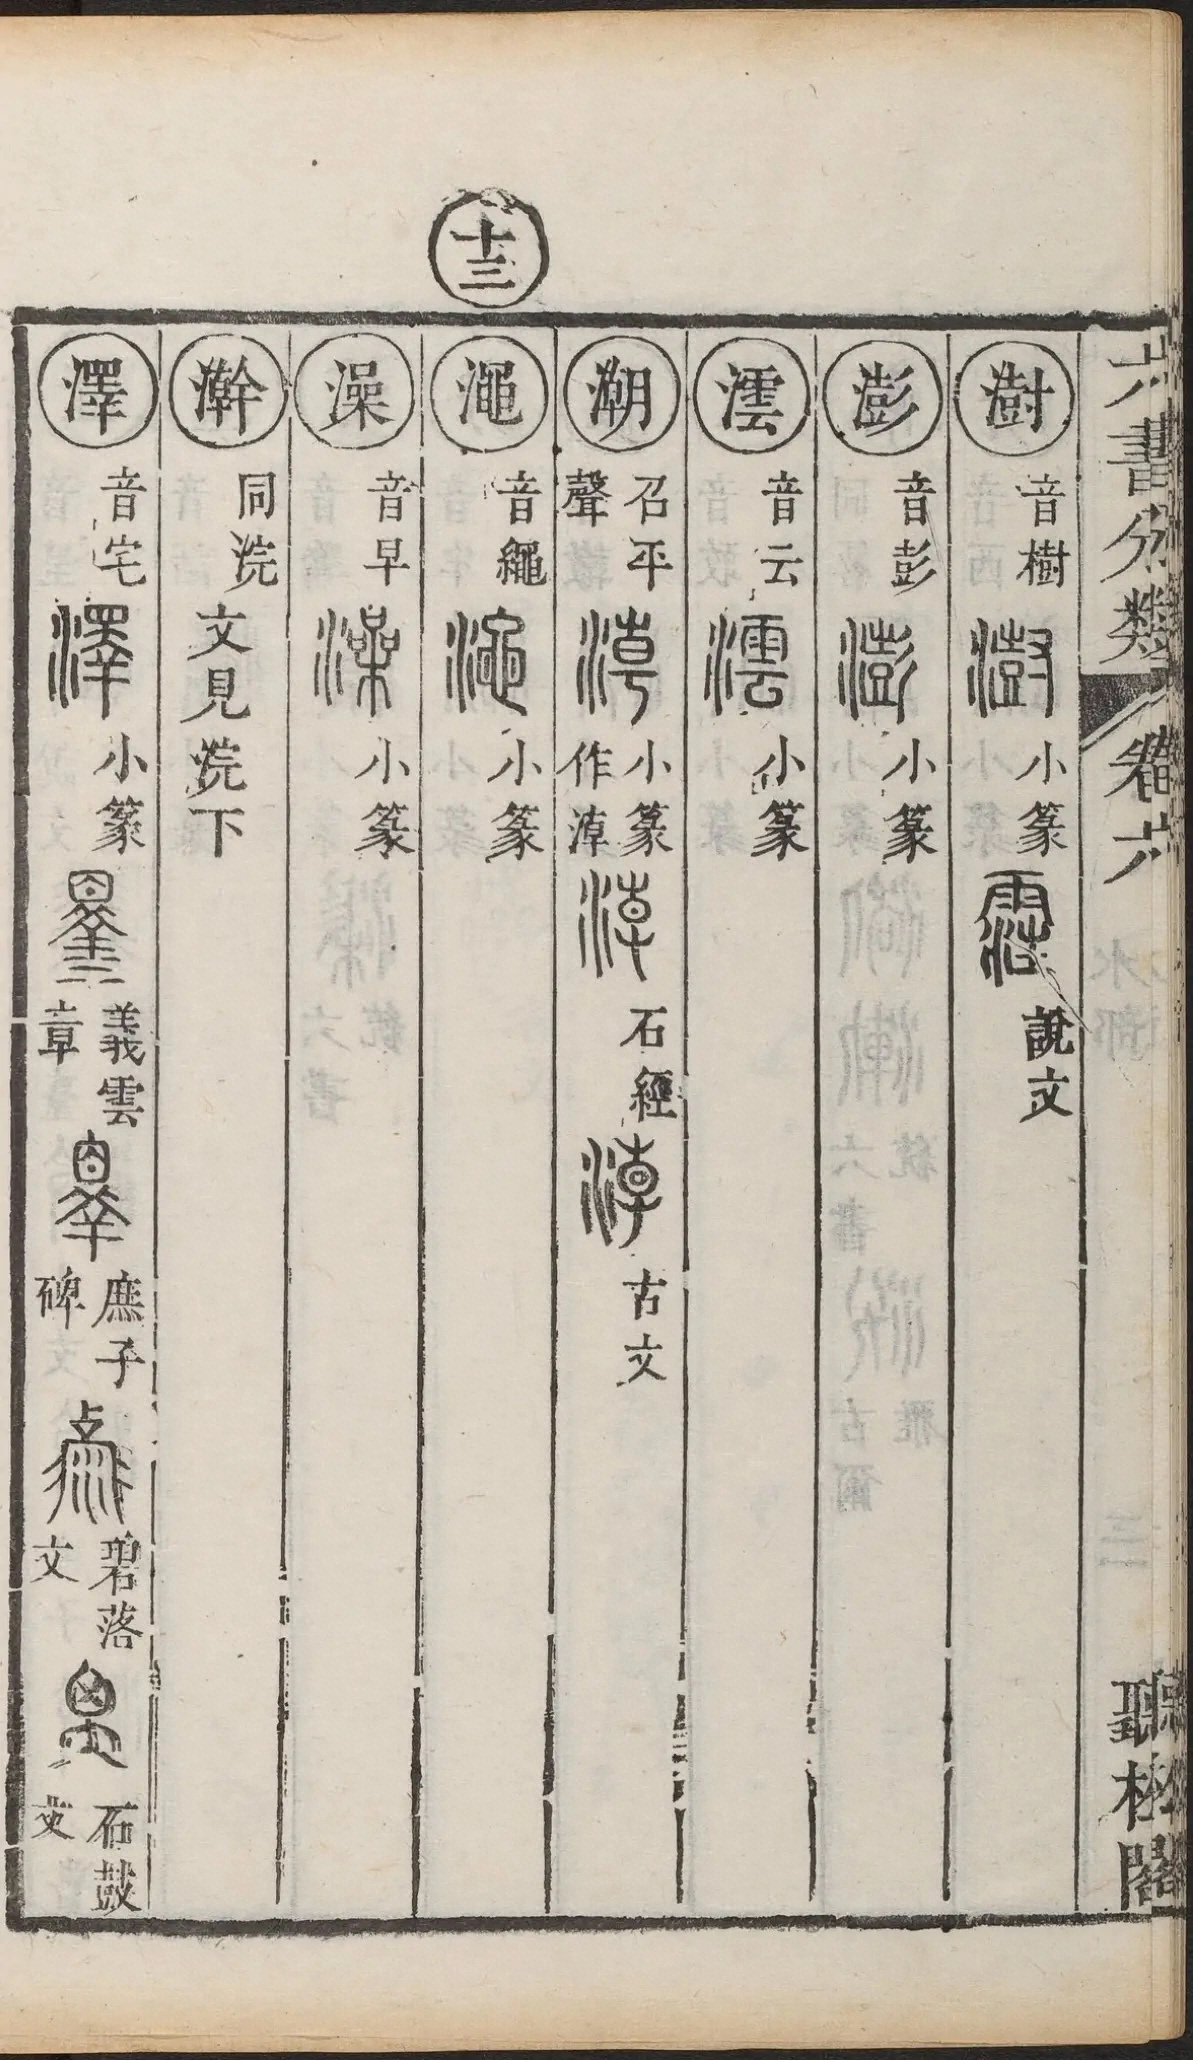 六書分類 卷六
聽松閣
十三
澍 音樹 小篆 說文
澎 音彭 小篆
澐 音云 小篆
潮 召平聲 小篆作淖 石經 古文
澠 音繩 小篆
澡 音早 小篆
澣 同浣 文見浣下
澤 音宅 小篆 義雲章 庶子碑 碧落文 石鼓文